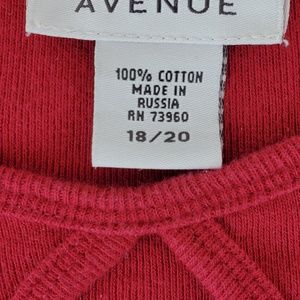 AVENUE
100% COTTON
MADE IN
RUSSIA
RN 73960
18/20